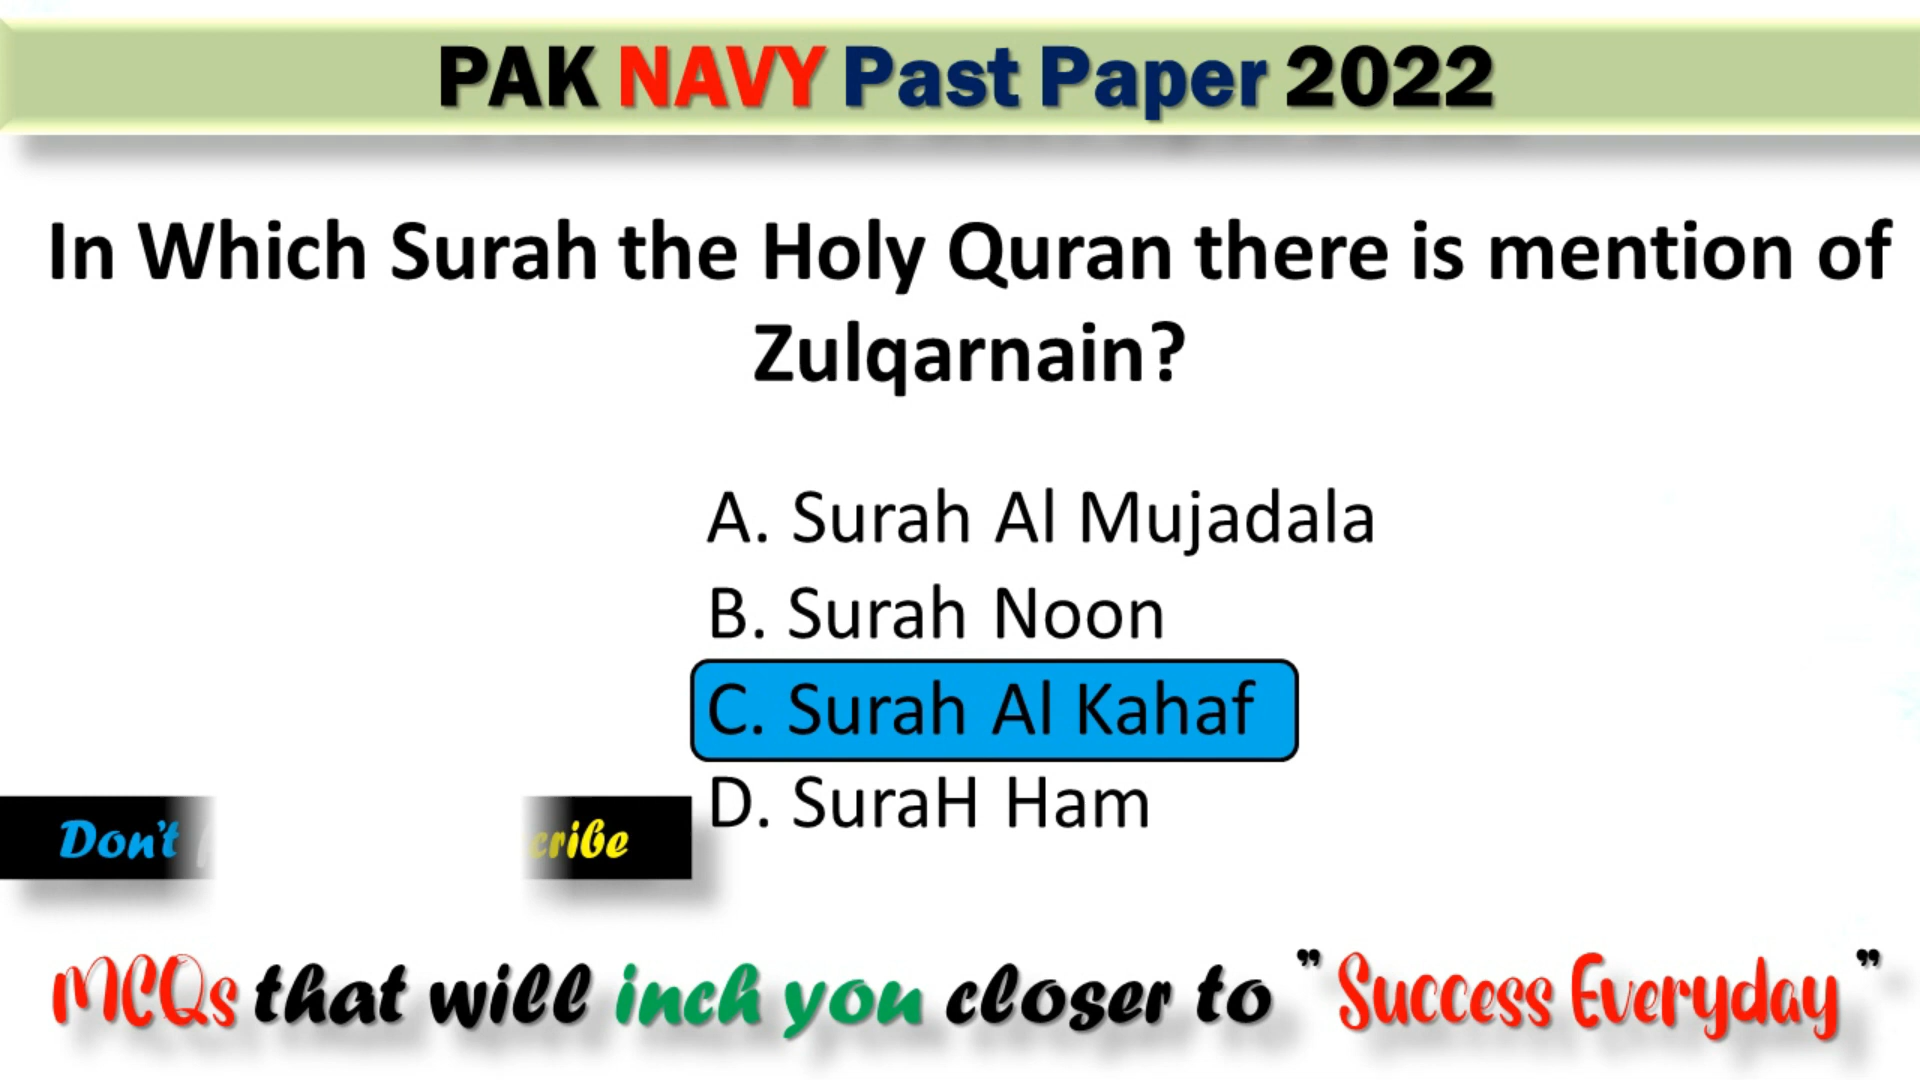 PAK NAVY Past Paper 2022
In Which Surah the Holy Quran there is mention of
Zulqarnain?
A. Surah Al Mujadala
B. Surah Noon
C. Surah Al Kahaf
D. SuraH Ham
Don't
MCQs that will inch you closer to " Success Everyday "